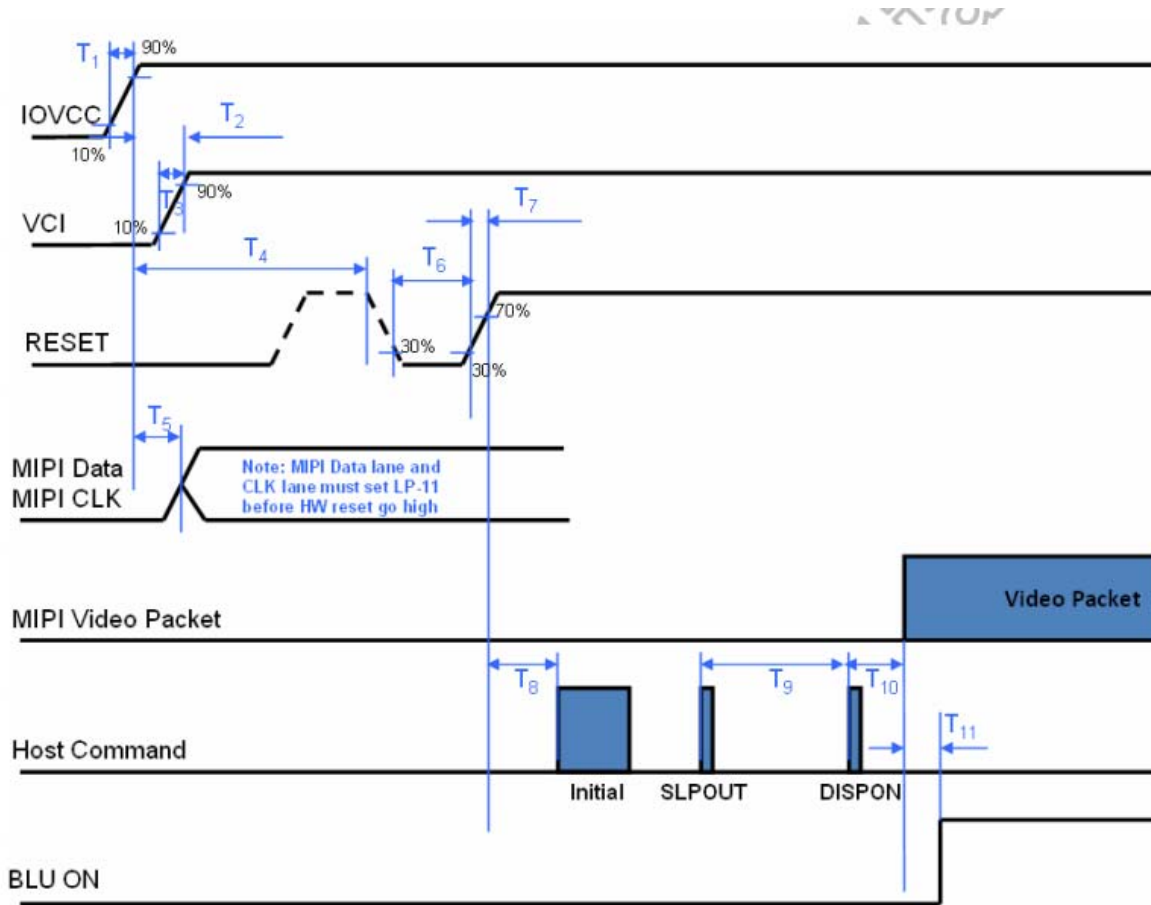 T1
90%
IOVCC
T2
10%
T3
90%
VCI
10%
T7
T4
T6
70%
RESET
30%
30%
T5
MIPI Data
MIPI CLK
Note: MIPI Data lane and
CLK lane must set LP-11
before HW reset go high
Video Packet
MIPI Video Packet
T8
T9
T10
T11
Host Command
Initial
SLPOUT
DISPON
BLU ON